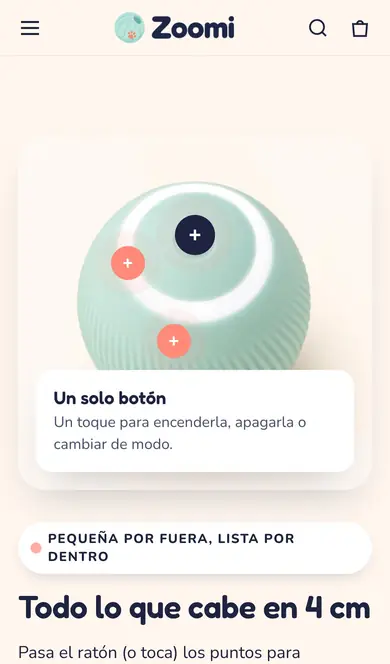 Zoomi
Un solo botón
Un toque para encenderla, apagarla o
cambiar de modo.
PEQUEÑA POR FUERA, LISTA POR
DENTRO
Todo lo que cabe en 4 cm
Pasa el ratón (o toca) los puntos para